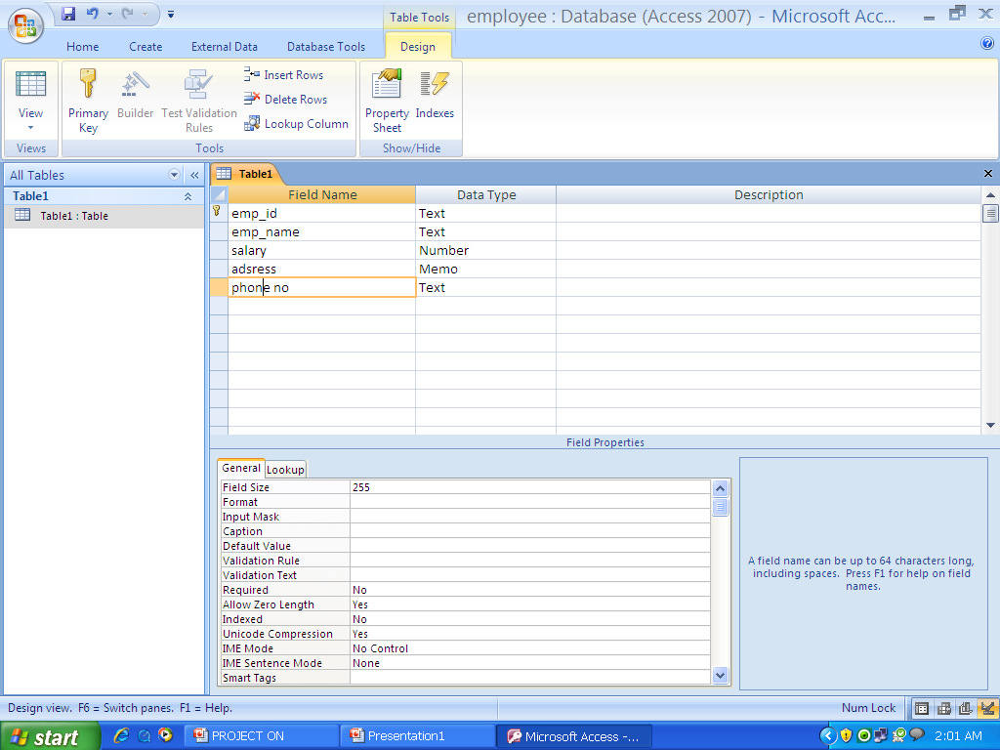 Table Tools
employee : Database (Access 2007) - Microsoft Acc...
Home Create External Data Database Tools Design
View
Primary Key
Builder
Test Validation Rules
Insert Rows
Delete Rows
Lookup Column
Property Sheet
Indexes
Views Tools Show/Hide
All Tables
Table1
Table1 : Table
Table1
Field Name Data Type Description
emp_id Text
emp_name Text
salary Number
adsress Memo
phone no Text
Field Properties
General Lookup
Field Size 255
Format
Input Mask
Caption
Default Value
Validation Rule
Validation Text
Required No
Allow Zero Length Yes
Indexed No
Unicode Compression Yes
IME Mode No Control
IME Sentence Mode None
Smart Tags
A field name can be up to 64 characters long,
including spaces. Press F1 for help on field
names.
Design view. F6 = Switch panes. F1 = Help. Num Lock
start PROJECT ON Presentation1 Microsoft Access -... 2:01 AM